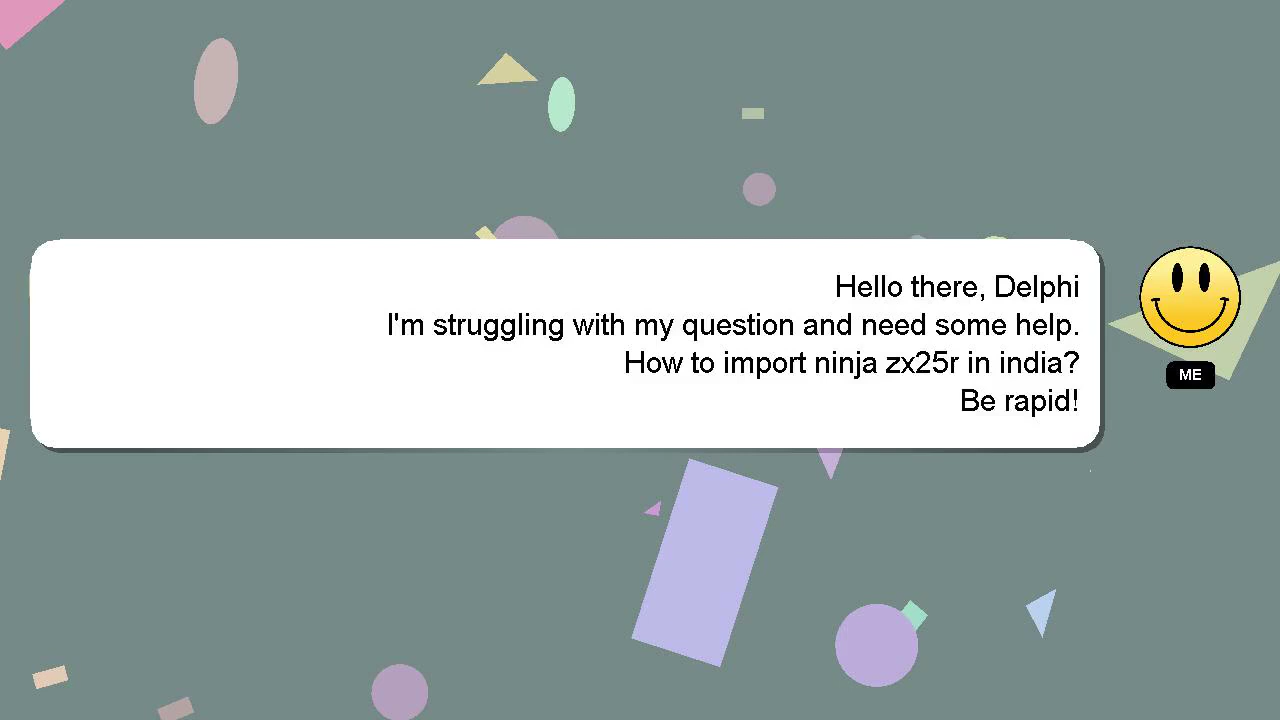 Hello there, Delphi
I'm struggling with my question and need some help.
How to import ninja zx25r in india?
Be rapid!
ME